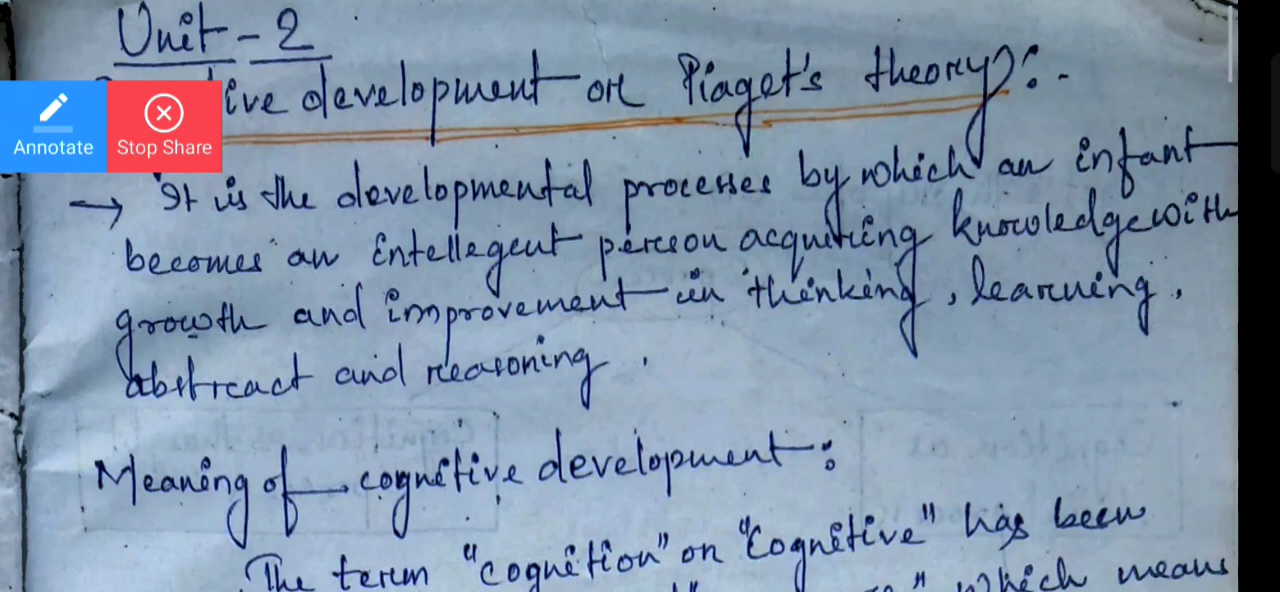 Unit - 2
ive development or Piaget's theory :-
Annotate
Stop Share
→ It is the developmental processes by which an infant
becomes an intellegent person acquiring knowledge with
growth and improvement in thinking, learning,
abstract and reasoning.
Meaning of cognitive development :
The term "cognition" on "Cognitive" has been
" which means